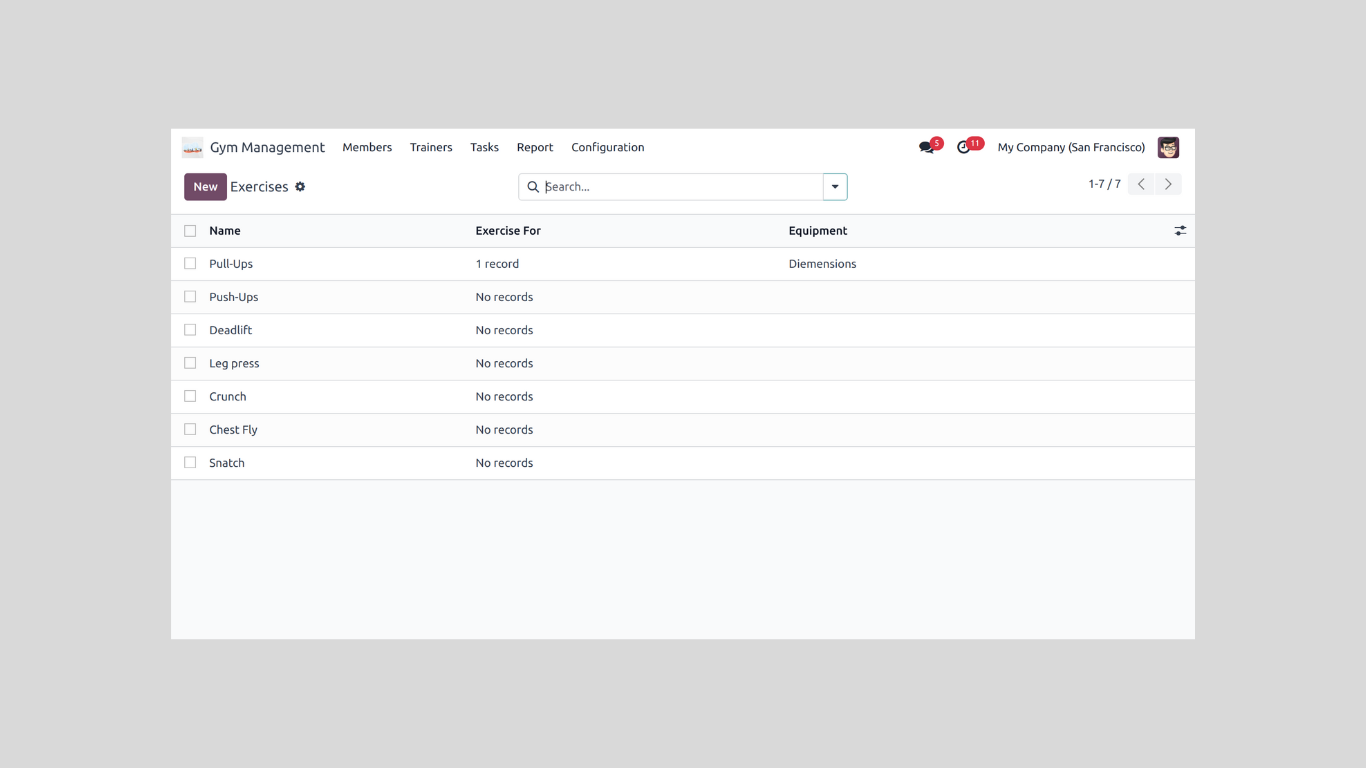 Gym Management Members Trainers Tasks Report Configuration 5 11 My Company (San Francisco)
New Exercises Search... 1-7 / 7
Name Exercise For Equipment
Pull-Ups 1 record Diemensions
Push-Ups No records
Deadlift No records
Leg press No records
Crunch No records
Chest Fly No records
Snatch No records